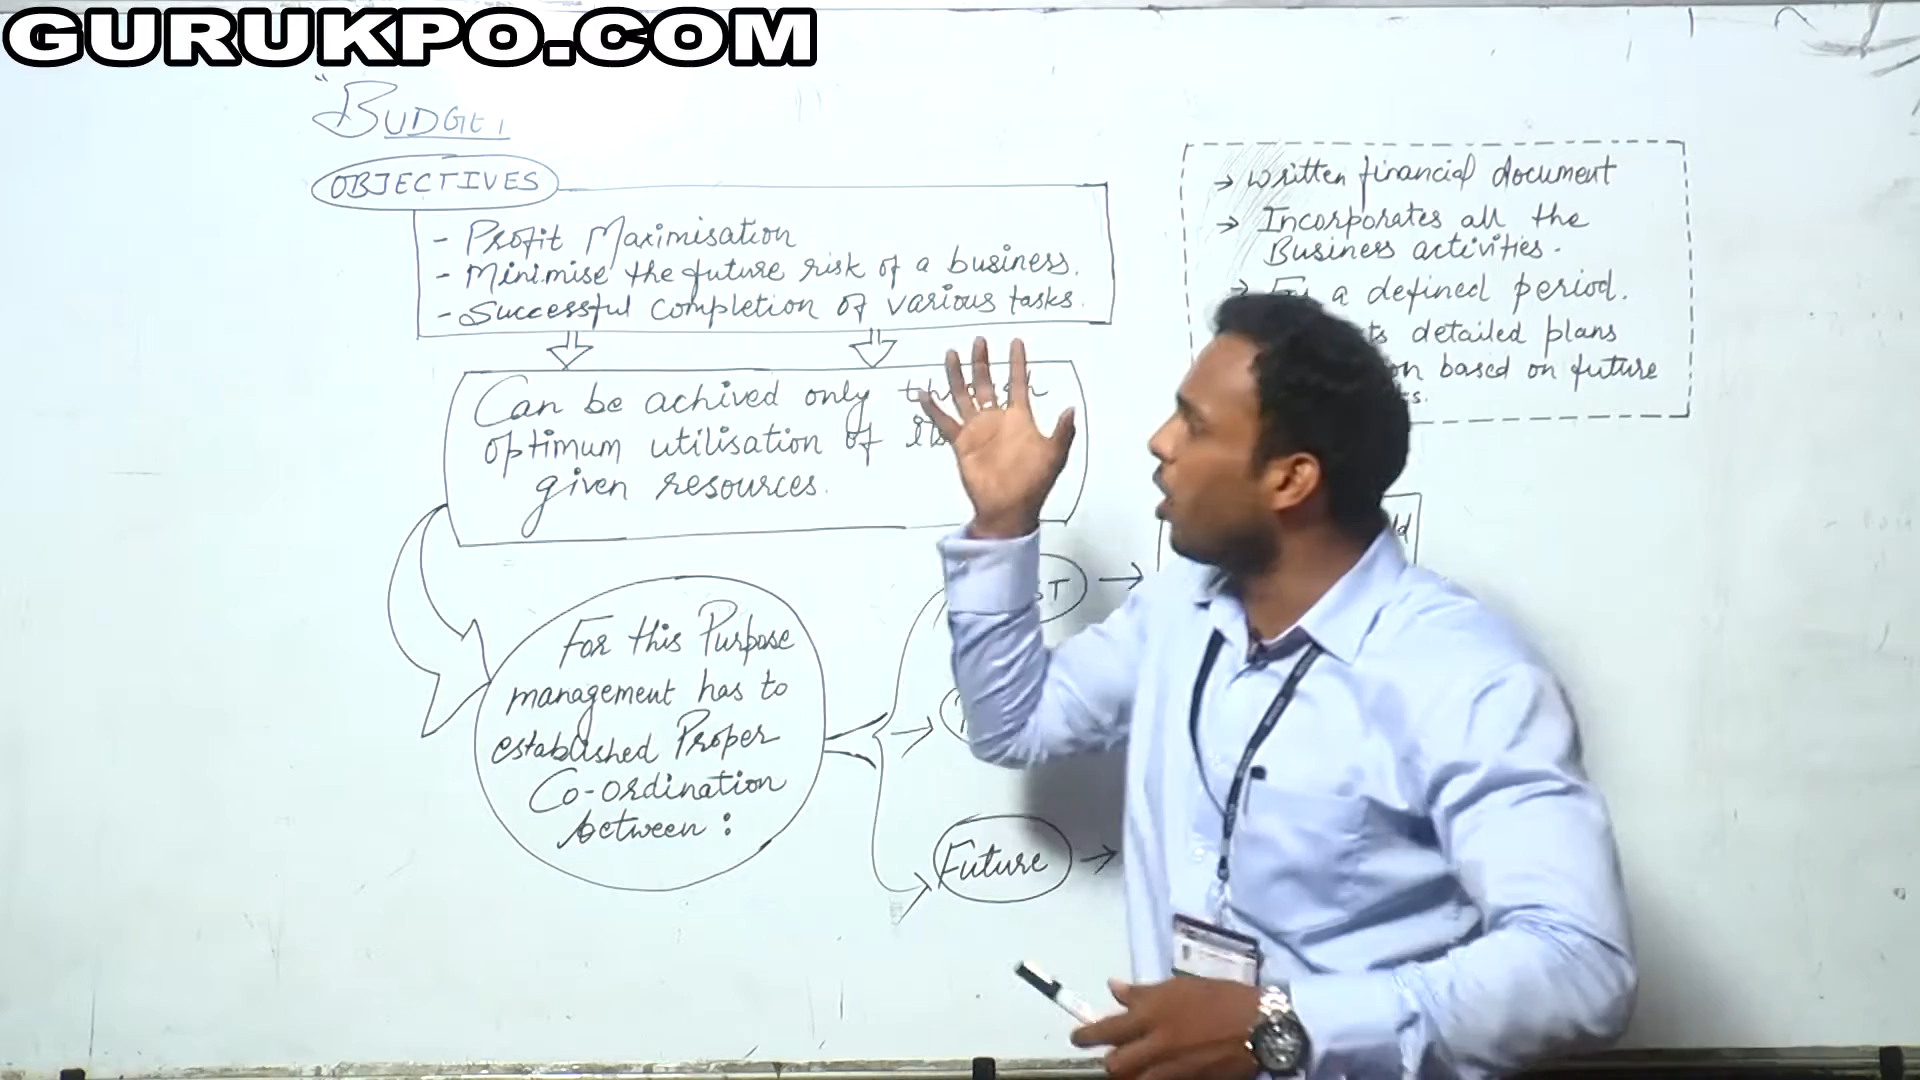 GURUKPO.COM
"BUDGET
OBJECTIVES
- Profit Maximisation
- Minimise the future risk of a business.
- Successful completion of various tasks.
Can be achived only through
optimum utilisation of its
given resources.
For this Purpose
management has to
established Proper
Co-ordination
between :
Future →
→ written financial document
→ Incorporates all the
Business activities.
→ a defined period.
detailed plans
based on future